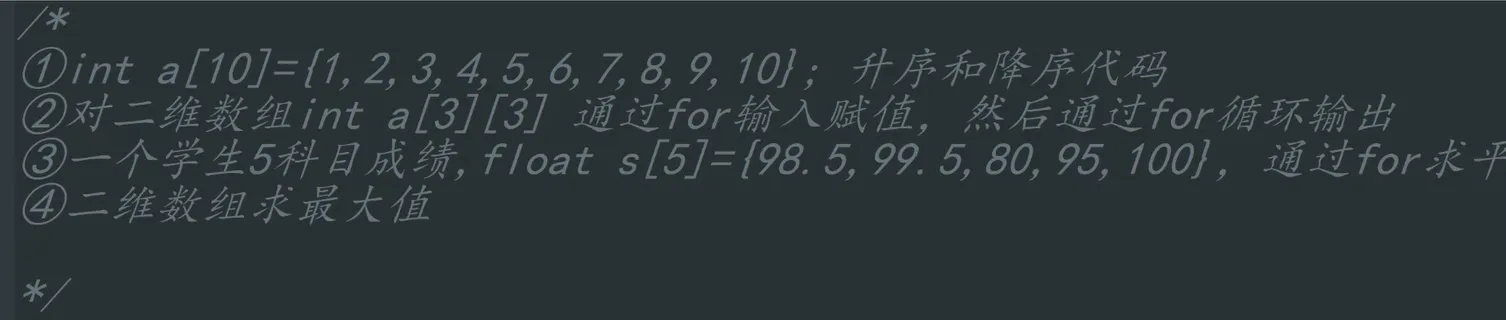 /*
①int a[10]={1,2,3,4,5,6,7,8,9,10}; 升序和降序代码
②对二维数组int a[3][3] 通过for输入赋值，然后通过for循环输出
③一个学生5科目成绩,float s[5]={98.5,99.5,80,95,100}，通过for求平
④二维数组求最大值
*/